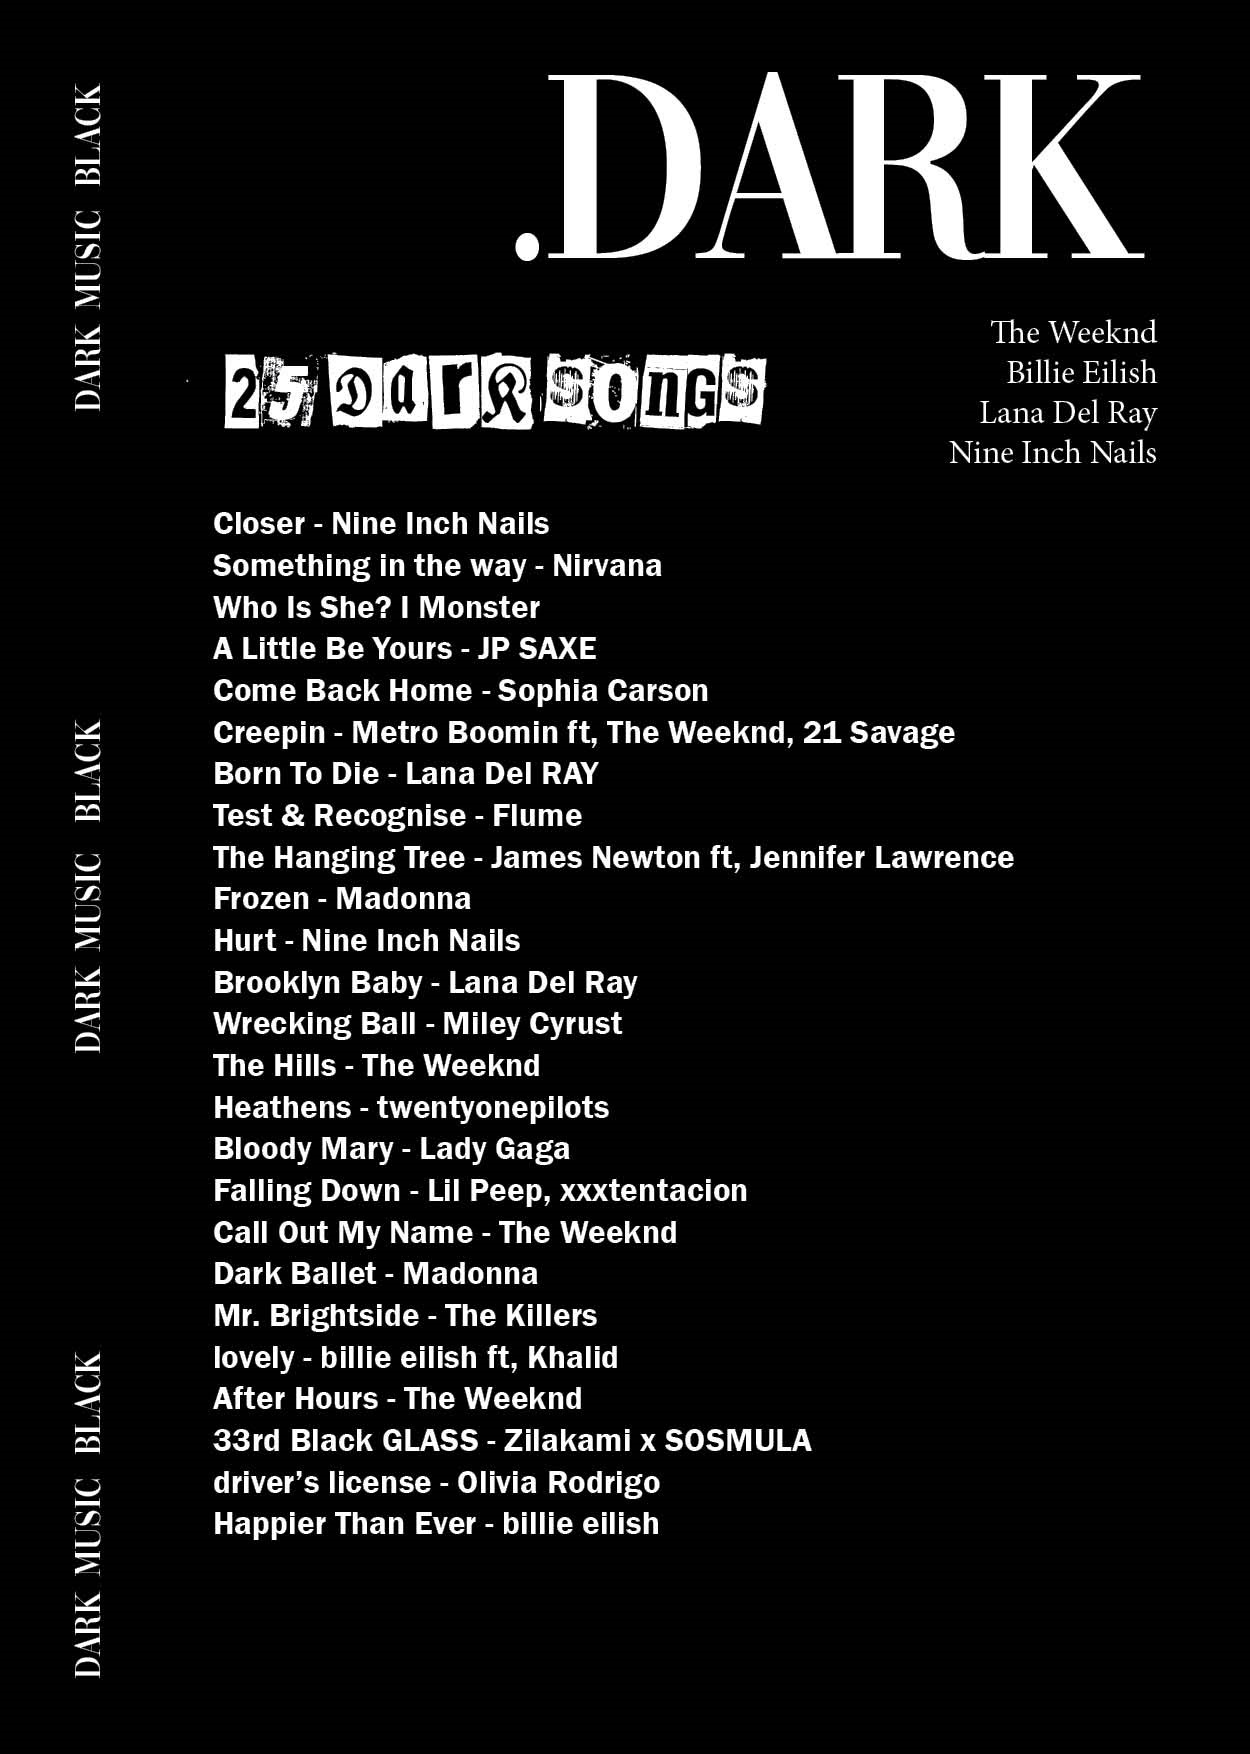 .DARK
DARK MUSIC BLACK
The Weeknd
Billie Eilish
Lana Del Ray
Nine Inch Nails
25 Dark SonGS
Closer - Nine Inch Nails
Something in the way - Nirvana
Who Is She? I Monster
A Little Be Yours - JP SAXE
Come Back Home - Sophia Carson
Creepin - Metro Boomin ft, The Weeknd, 21 Savage
Born To Die - Lana Del RAY
Test & Recognise - Flume
The Hanging Tree - James Newton ft, Jennifer Lawrence
Frozen - Madonna
Hurt - Nine Inch Nails
Brooklyn Baby - Lana Del Ray
Wrecking Ball - Miley Cyrust
The Hills - The Weeknd
Heathens - twentyonepilots
Bloody Mary - Lady Gaga
Falling Down - Lil Peep, xxxtentacion
Call Out My Name - The Weeknd
Dark Ballet - Madonna
Mr. Brightside - The Killers
lovely - billie eilish ft, Khalid
After Hours - The Weeknd
33rd Black GLASS - Zilakami x SOSMULA
driver’s license - Olivia Rodrigo
Happier Than Ever - billie eilish
DARK MUSIC BLACK
DARK MUSIC BLACK